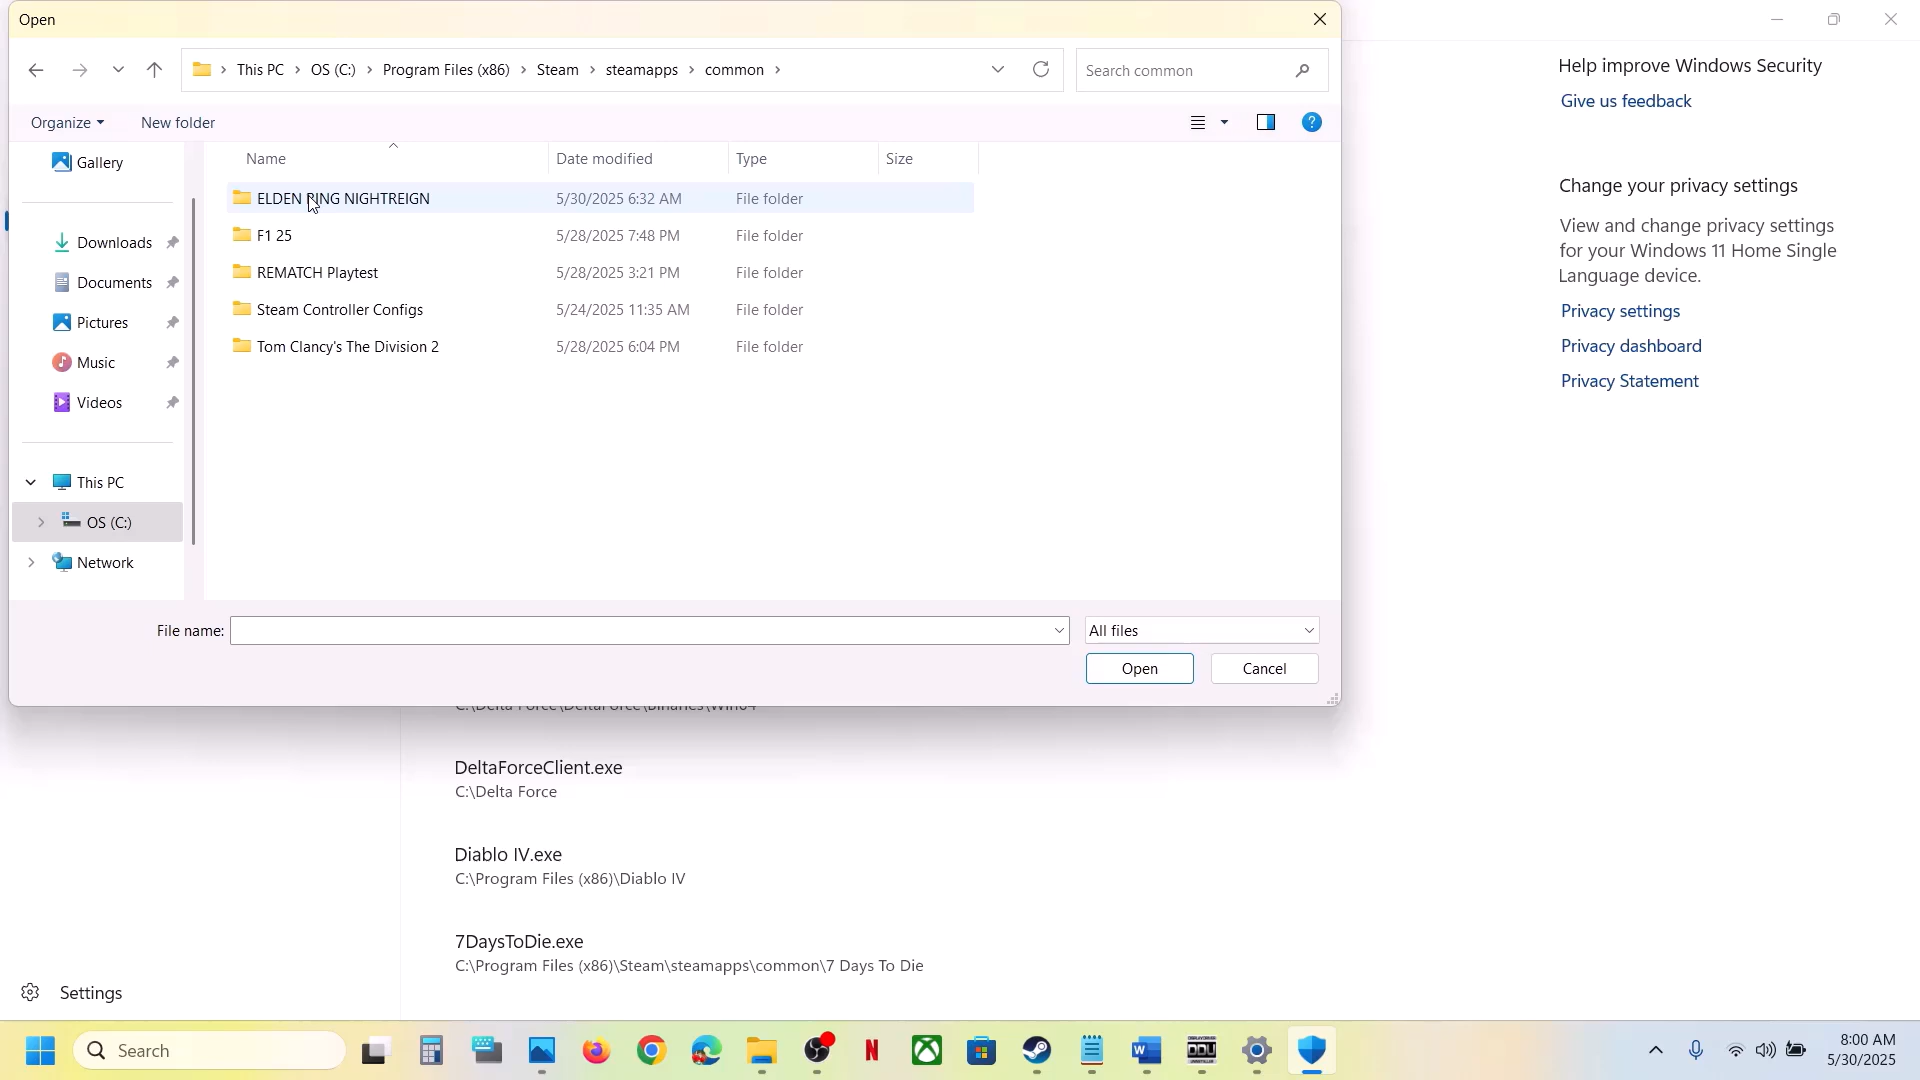 Open
This PC > OS (C:) > Program Files (x86) > Steam > steamapps > common >
Search common
Organize
New folder
Gallery
Downloads
Documents
Pictures
Music
Videos
This PC
OS (C:)
Network
Name Date modified Type Size
ELDEN RING NIGHTREIGN 5/30/2025 6:32 AM File folder
F1 25 5/28/2025 7:48 PM File folder
REMATCH Playtest 5/28/2025 3:21 PM File folder
Steam Controller Configs 5/24/2025 11:35 AM File folder
Tom Clancy's The Division 2 5/28/2025 6:04 PM File folder
File name:
All files
Open
Cancel
Help improve Windows Security
Give us feedback
Change your privacy settings
View and change privacy settings
for your Windows 11 Home Single
Language device.
Privacy settings
Privacy dashboard
Privacy Statement
C:\Delta Force\DeltaForce\Binaries\Win64
DeltaForceClient.exe
C:\Delta Force
Diablo IV.exe
C:\Program Files (x86)\Diablo IV
7DaysToDie.exe
C:\Program Files (x86)\Steam\steamapps\common\7 Days To Die
Settings
Search
DDU
8:00 AM
5/30/2025